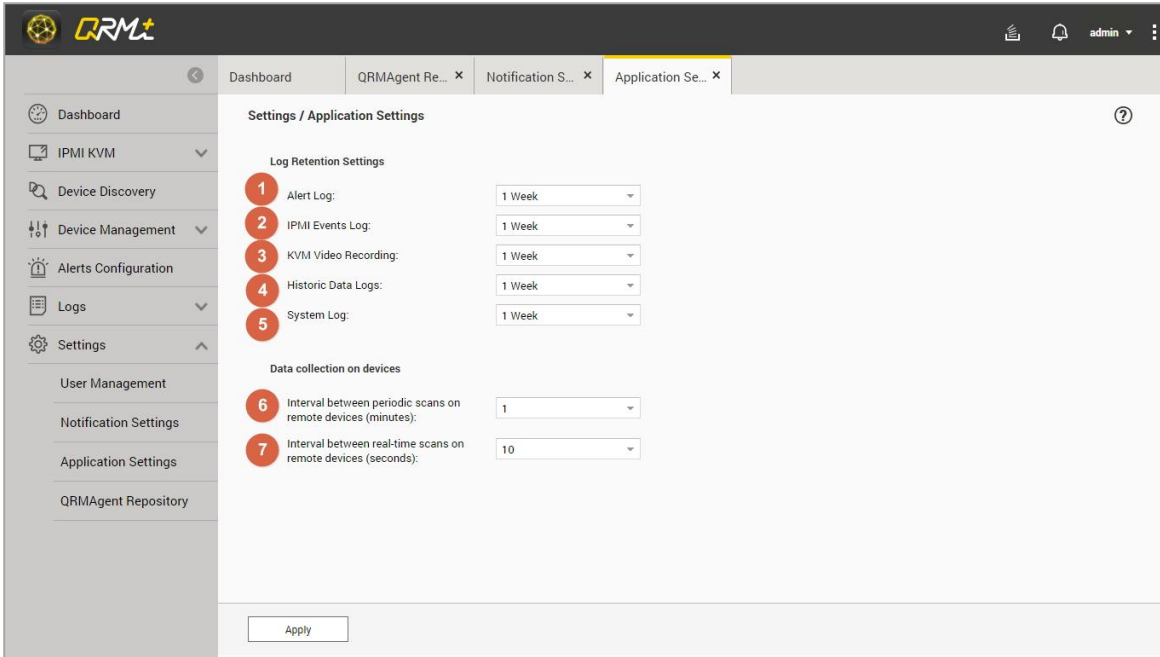 QRM+
admin
Dashboard
QRMAgent Re... ×
Notification S... ×
Application Se... ×
Dashboard
IPMI KVM
Device Discovery
Device Management
Alerts Configuration
Logs
Settings
User Management
Notification Settings
Application Settings
QRMAgent Repository
Settings / Application Settings
?
Log Retention Settings
1 Alert Log: 1 Week
2 IPMI Events Log: 1 Week
3 KVM Video Recording: 1 Week
4 Historic Data Logs: 1 Week
5 System Log: 1 Week
Data collection on devices
6 Interval between periodic scans on
remote devices (minutes): 1
7 Interval between real-time scans on
remote devices (seconds): 10
Apply